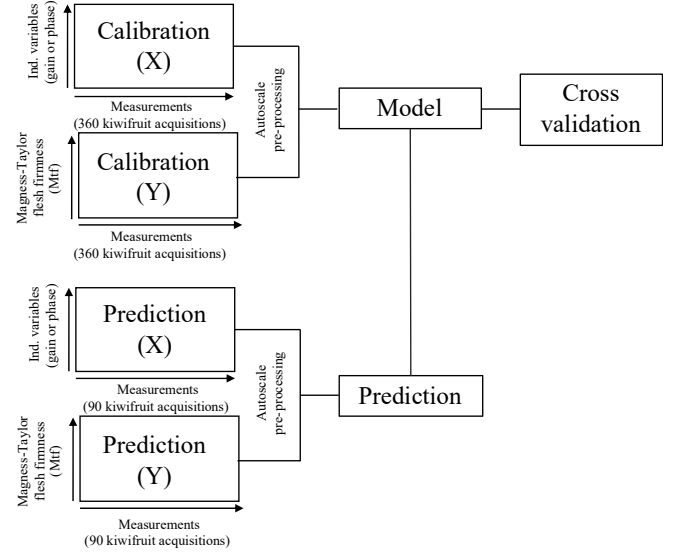 Ind. variables
(gain or phase)
Calibration
(X)
Measurements
(360 kiwifruit acquisitions)
Magness-Taylor
flesh firmness
(Mtf)
Calibration
(Y)
Measurements
(360 kiwifruit acquisitions)
Autoscale
pre-processing
Model
Cross
validation
Ind. variables
(gain or phase)
Prediction
(X)
Measurements
(90 kiwifruit acquisitions)
Magness-Taylor
flesh firmness
(Mtf)
Prediction
(Y)
Measurements
(90 kiwifruit acquisitions)
Autoscale
pre-processing
Prediction